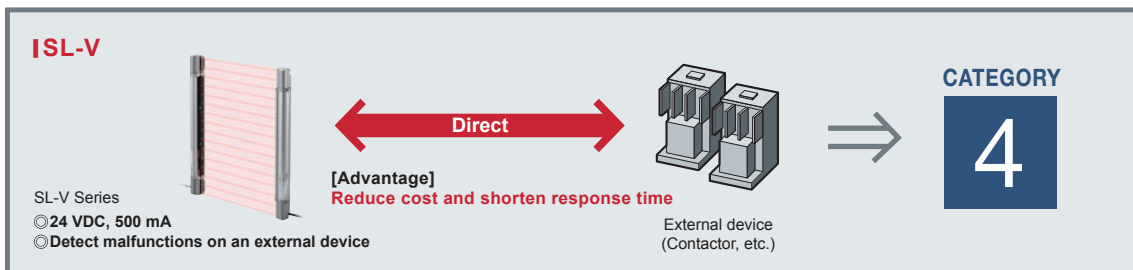 SL-V
SL-V Series
◎24 VDC, 500 mA
◎Detect malfunctions on an external device
Direct
[Advantage]
Reduce cost and shorten response time
External device
(Contactor, etc.)
CATEGORY
4